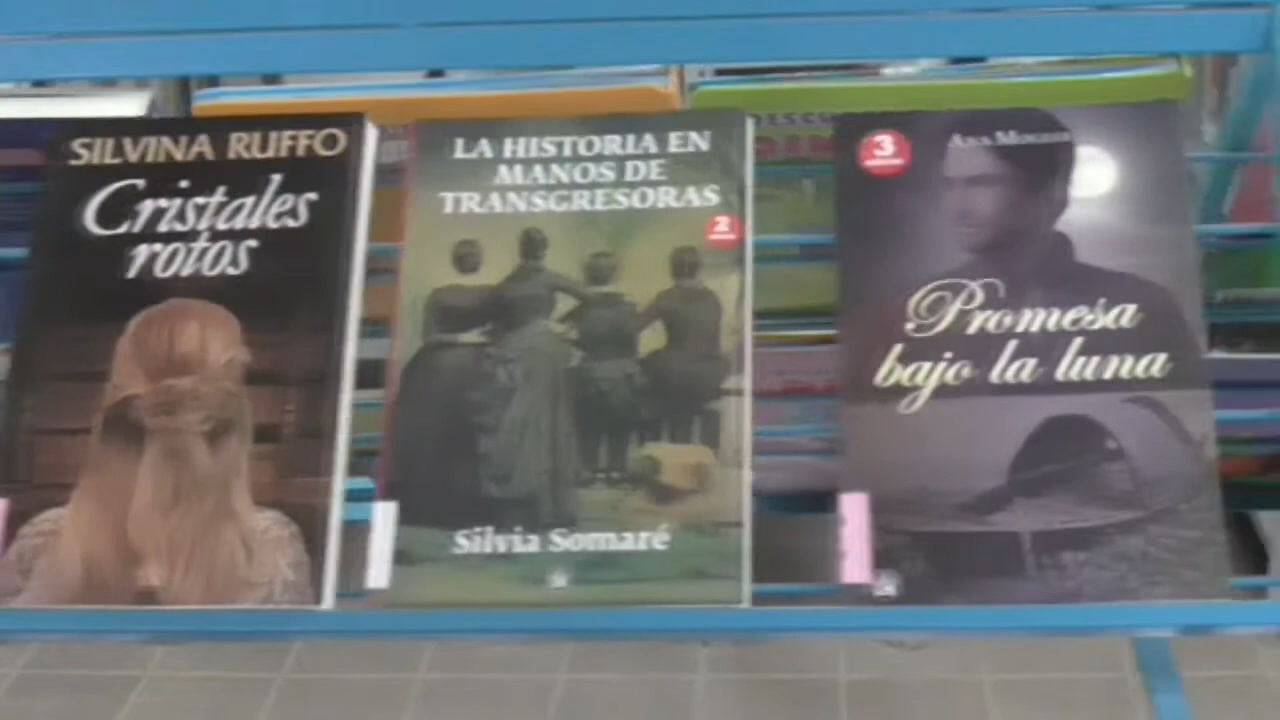 SILVINA RUFFO
Cristales
rotos
LA HISTORIA EN
MANOS DE
TRANSGRESORAS
2
Silvia Somaré
3
Promesa
bajo la luna